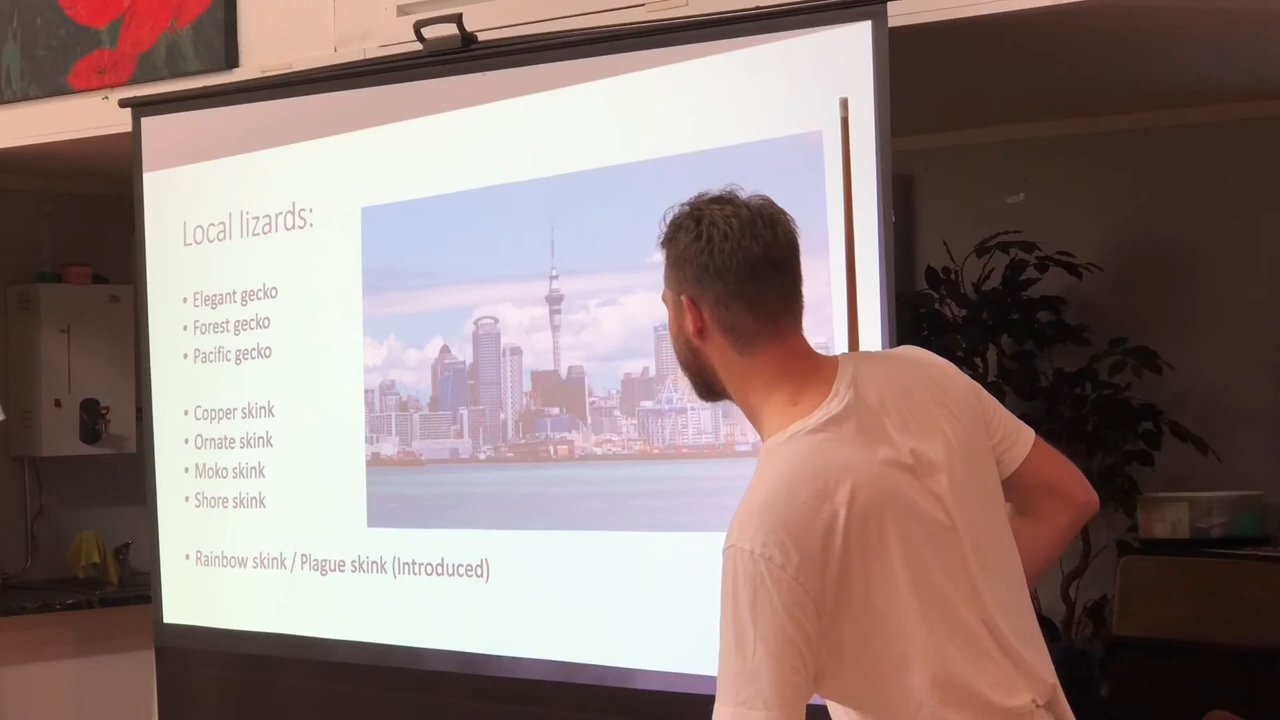 Local lizards:
• Elegant gecko
• Forest gecko
• Pacific gecko
• Copper skink
• Ornate skink
• Moko skink
• Shore skink
• Rainbow skink / Plague skink (Introduced)